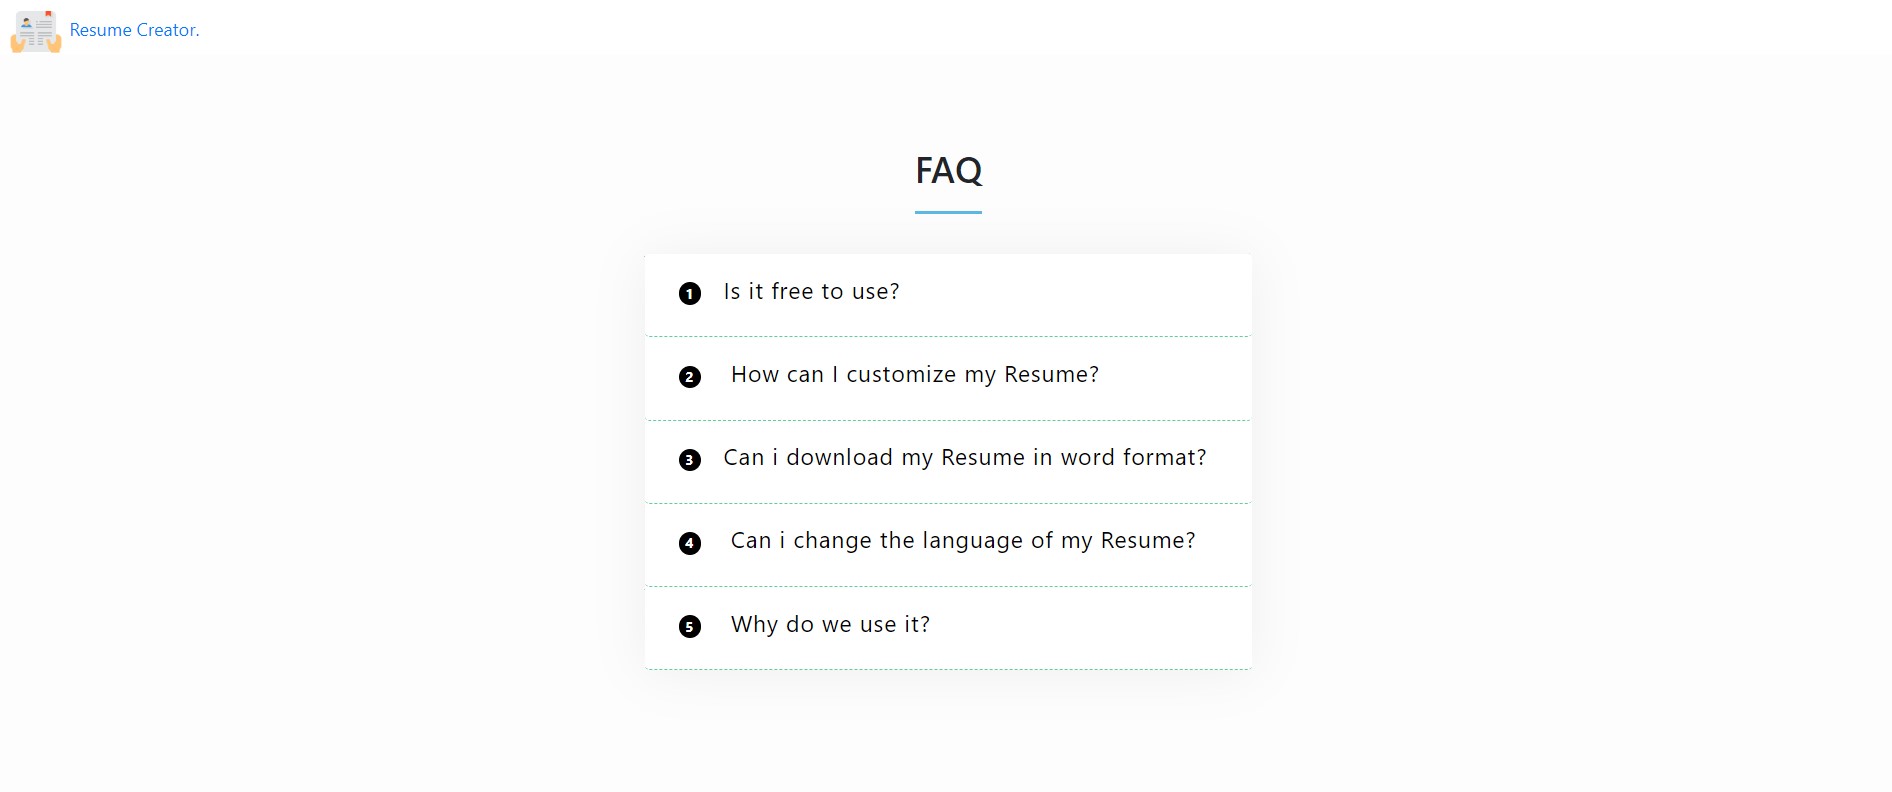 Resume Creator.
FAQ
1 Is it free to use?
2 How can I customize my Resume?
3 Can i download my Resume in word format?
4 Can i change the language of my Resume?
5 Why do we use it?